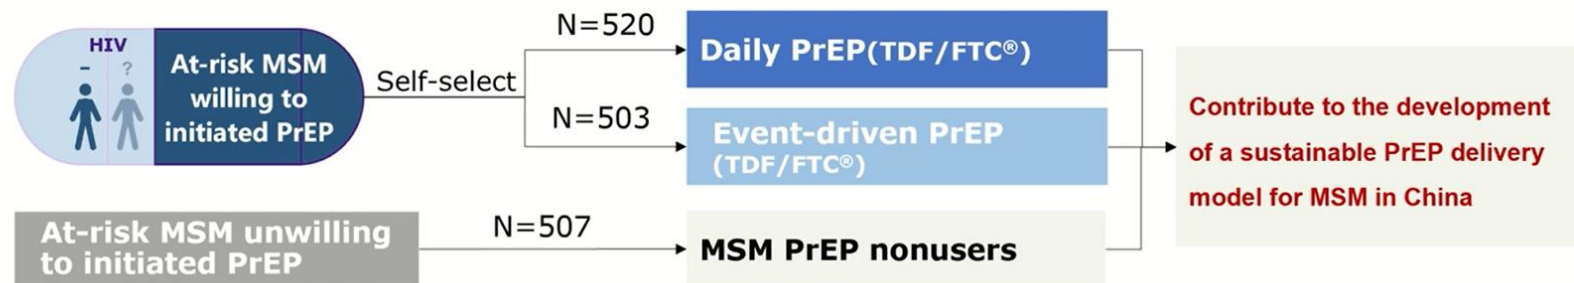 HIV
- ?
At-risk MSM
willing to
initiated PrEP
Self-select
N=520
Daily PrEP(TDF/FTC®)
N=503
Event-driven PrEP
(TDF/FTC®)
At-risk MSM unwilling
to initiated PrEP
N=507
MSM PrEP nonusers
Contribute to the development
of a sustainable PrEP delivery
model for MSM in China